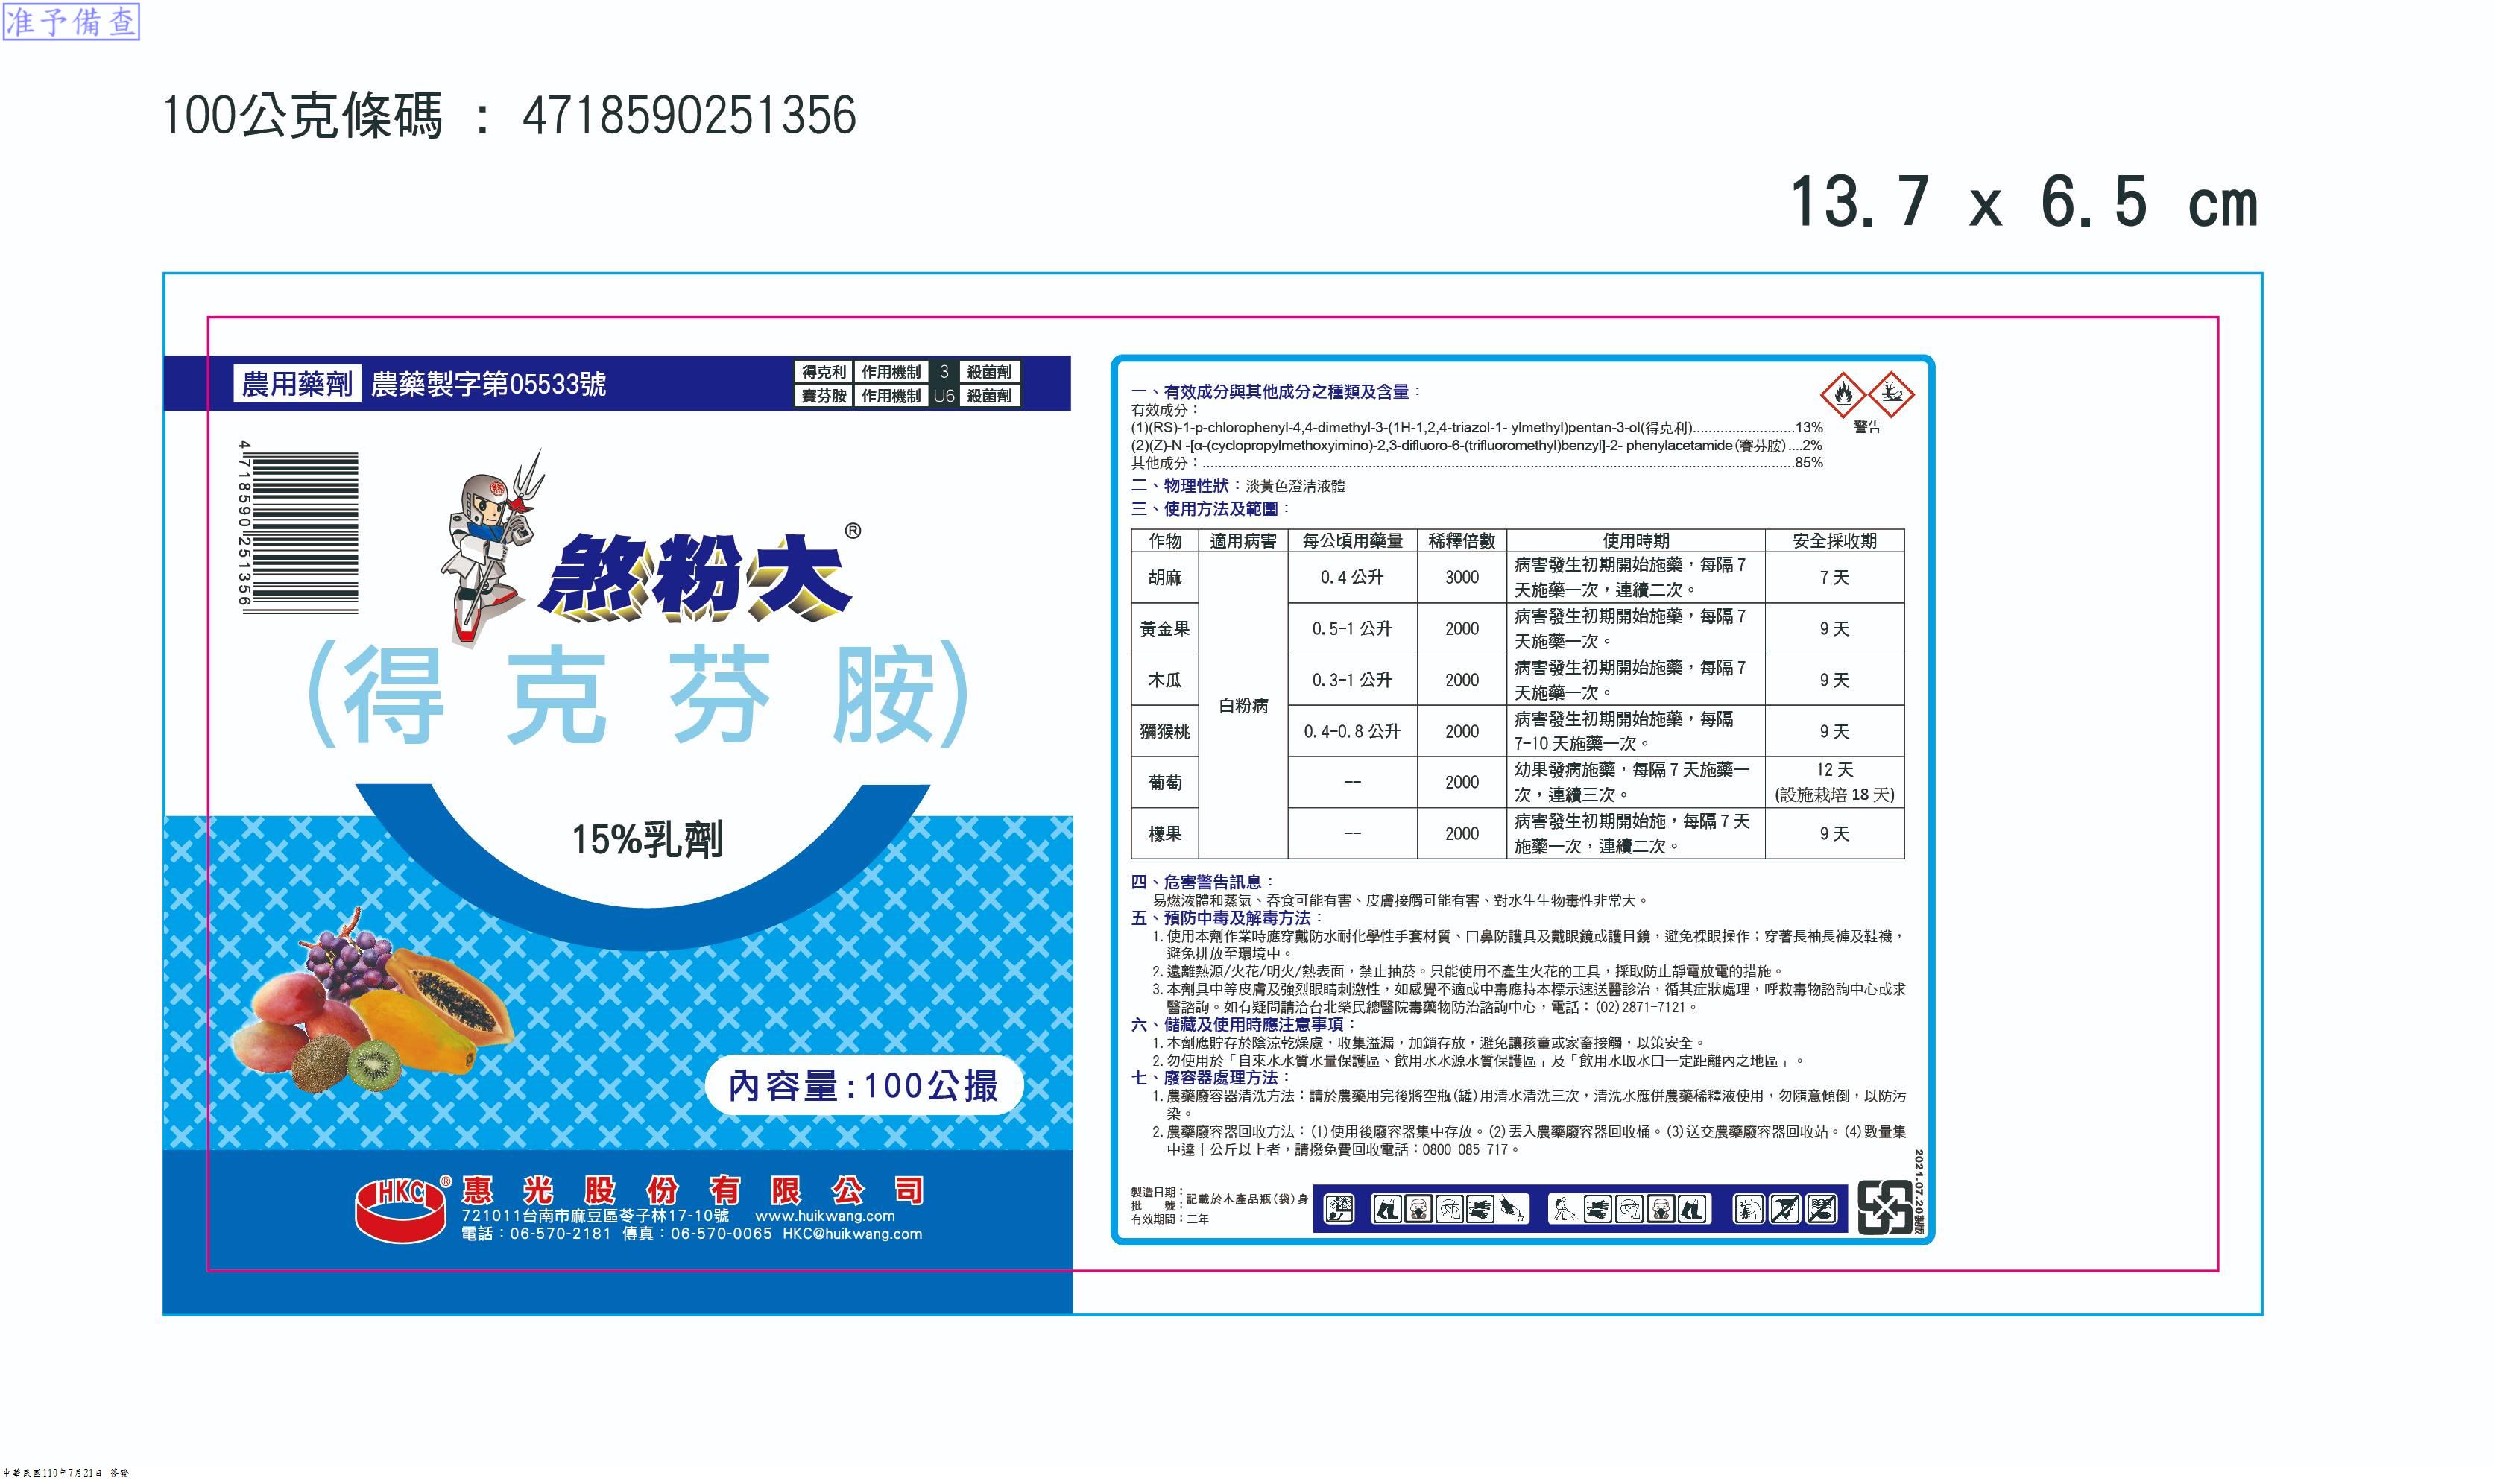 准予備查
100公克條碼 : 4718590251356
13.7 x 6.5 cm
農用藥劑 農藥製字第05533號
得克利 作用機制 3 殺菌劑
賽芬胺 作用機制 U6 殺菌劑
4718590251356
煞粉大®
(得克芬胺)
15%乳劑
內容量:100公撮
HKC® 惠光股份有限公司
721011台南市麻豆區苓子林17-10號 www.huikwang.com
電話：06-570-2181 傳真：06-570-0065 HKC@huikwang.com
一、有效成分與其他成分之種類及含量：
有效成分：
(1)(RS)-1-p-chlorophenyl-4,4-dimethyl-3-(1H-1,2,4-triazol-1- ylmethyl)pentan-3-ol(得克利)..........................13%
(2)(Z)-N -[α-(cyclopropylmethoxyimino)-2,3-difluoro-6-(trifluoromethyl)benzyl]-2- phenylacetamide(賽芬胺)....2%
其他成分：..........................85%
警告
二、物理性狀：淡黃色澄清液體
三、使用方法及範圍：
作物 適用病害 每公頃用藥量 稀釋倍數 使用時期 安全採收期
胡麻 白粉病 0.4公升 3000 病害發生初期開始施藥，每隔7
天施藥一次，連續二次。 7天
黃金果 0.5-1公升 2000 病害發生初期開始施藥，每隔7
天施藥一次。 9天
木瓜 0.3-1公升 2000 病害發生初期開始施藥，每隔7
天施藥一次。 9天
獼猴桃 0.4-0.8公升 2000 病害發生初期開始施藥，每隔
7-10天施藥一次。 9天
葡萄 -- 2000 幼果發病施藥，每隔7天施藥一
次，連續三次。 12天
(設施栽培18天)
檬果 -- 2000 病害發生初期開始施，每隔7天
施藥一次，連續二次。 9天
四、危害警告訊息：
易燃液體和蒸氣、吞食可能有害、皮膚接觸可能有害、對水生生物毒性非常大。
五、預防中毒及解毒方法：
1.使用本劑作業時應穿戴防水耐化學性手套材質、口鼻防護具及戴眼鏡或護目鏡，避免裸眼操作；穿著長袖長褲及鞋襪，
避免排放至環境中。
2.遠離熱源/火花/明火/熱表面，禁止抽菸。只能使用不產生火花的工具，採取防止靜電放電的措施。
3.本劑具中等皮膚及強烈眼睛刺激性，如感覺不適或中毒應持本標示速送醫診治，循其症狀處理，呼救毒物諮詢中心或求
醫諮詢。如有疑問請洽台北榮民總醫院毒藥物防治諮詢中心，電話：(02)2871-7121。
六、儲藏及使用時應注意事項：
1.本劑應貯存於陰涼乾燥處，收集溢漏，加鎖存放，避免讓孩童或家畜接觸，以策安全。
2.勿使用於「自來水水質水量保護區、飲用水水源水質保護區」及「飲用水取水口一定距離內之地區」。
七、廢容器處理方法：
1.農藥廢容器清洗方法：請於農藥用完後將空瓶(罐)用清水清洗三次，清洗水應併農藥稀釋液使用，勿隨意傾倒，以防污
染。
2.農藥廢容器回收方法：(1)使用後廢容器集中存放。(2)丟入農藥廢容器回收桶。(3)送交農藥廢容器回收站。(4)數量集
中達十公斤以上者，請撥免費回收電話：0800-085-717。
製造日期：
批　　號：記載於本產品瓶(袋)身
有效期間：三年
2021.07.20製版
中華民國110年7月21日 簽發